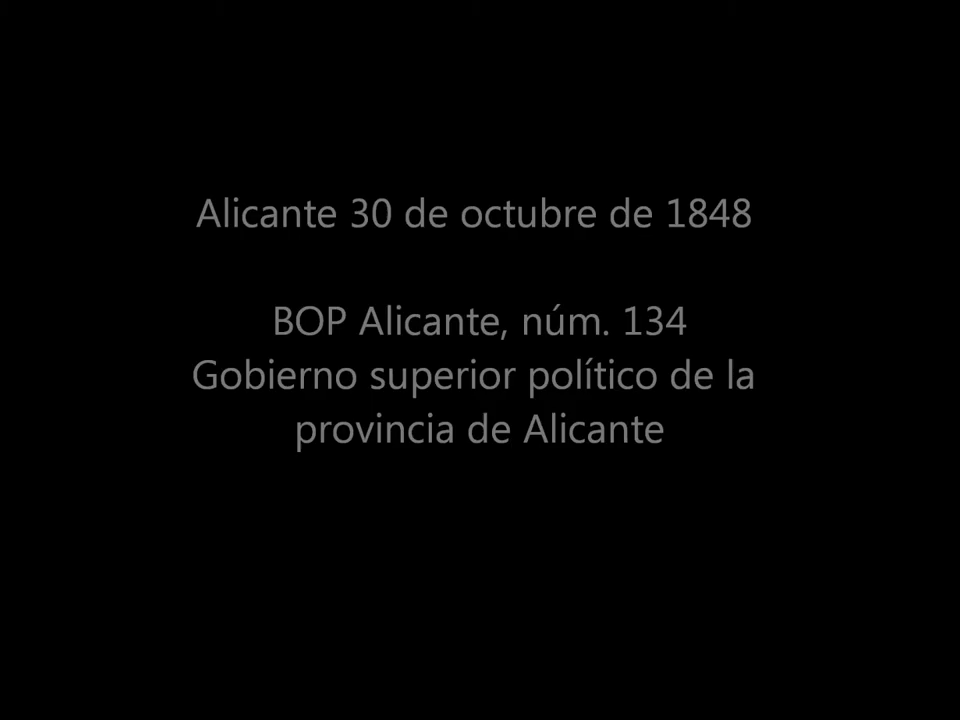 Alicante 30 de octubre de 1848
BOP Alicante, núm. 134
Gobierno superior político de la
provincia de Alicante